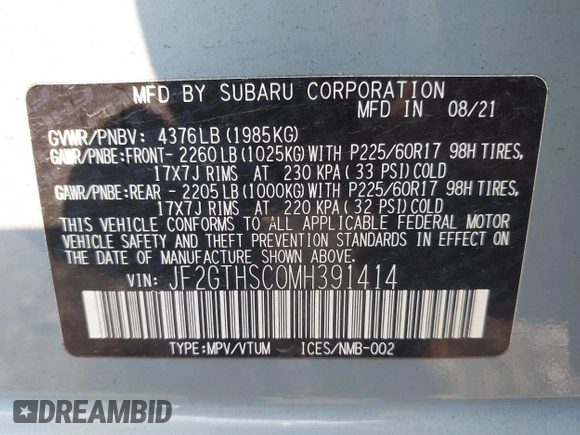 MFD BY SUBARU CORPORATION
MFD IN 08/21
GVWR/PNBV: 4376LB(1985KG)
GAWR/PNBE:FRONT- 2260LB(1025KG)WITH P225/60R17 98H TIRES,
17X7J RIMS AT 230 KPA(33 PSI)COLD
GAWR/PNBE:REAR - 2205LB(1000KG)WITH P225/60R17 98H TIRES,
17X7J RIMS AT 220 KPA(32 PSI)COLD
THIS VEHICLE CONFORMS TO ALL APPLICABLE FEDERAL MOTOR
VEHICLE SAFETY AND THEFT PREVENTION STANDARDS IN EFFECT
ON THE DATE OF MANUFACTURE SHOWN ABOVE.
VIN: JF2GTHSC0MH391414
TYPE:MPV/VTUM ICES/NMB-002
DREAMBID